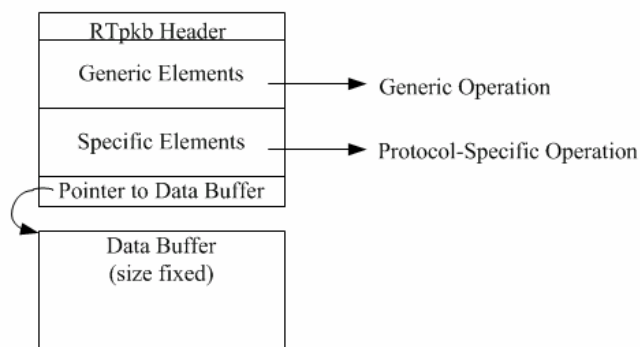 RTpkb Header
Generic Elements
Generic Operation
Specific Elements
Protocol-Specific Operation
Pointer to Data Buffer
Data Buffer
(size fixed)